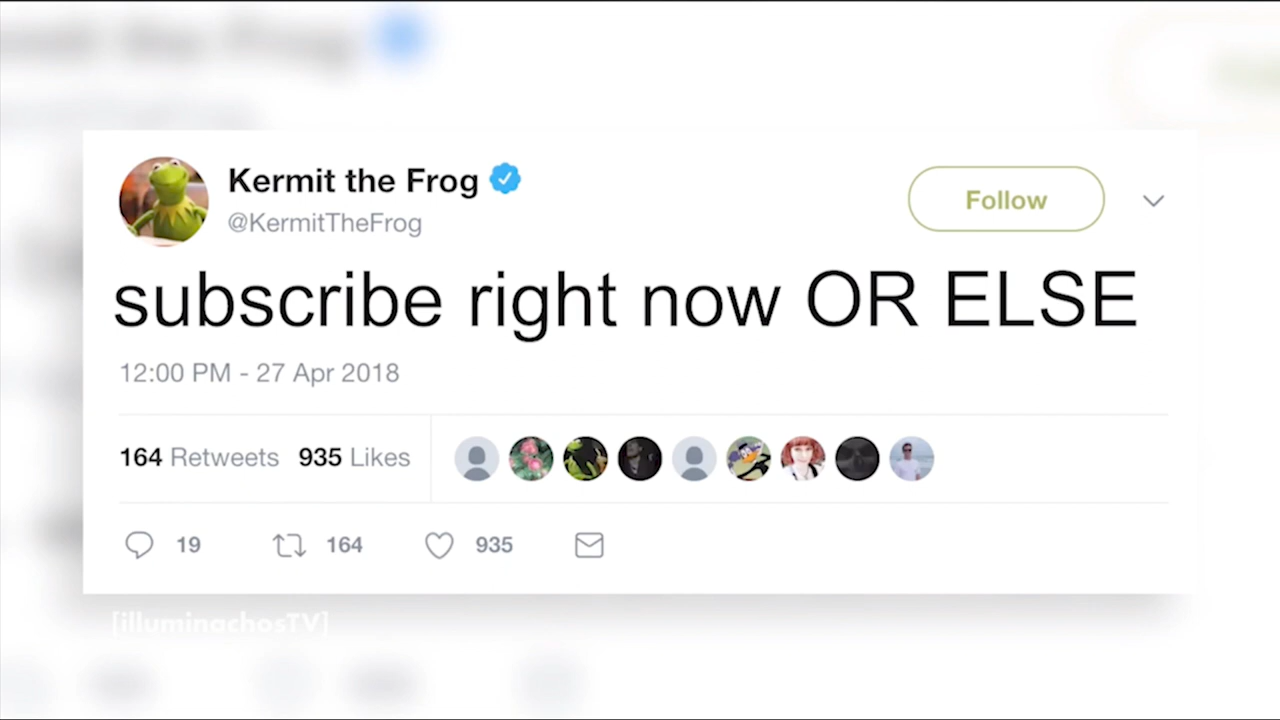 Kermit the Frog
@KermitTheFrog
Follow
subscribe right now OR ELSE
12:00 PM - 27 Apr 2018
164 Retweets 935 Likes
19 164 935
[illuminachosTV]